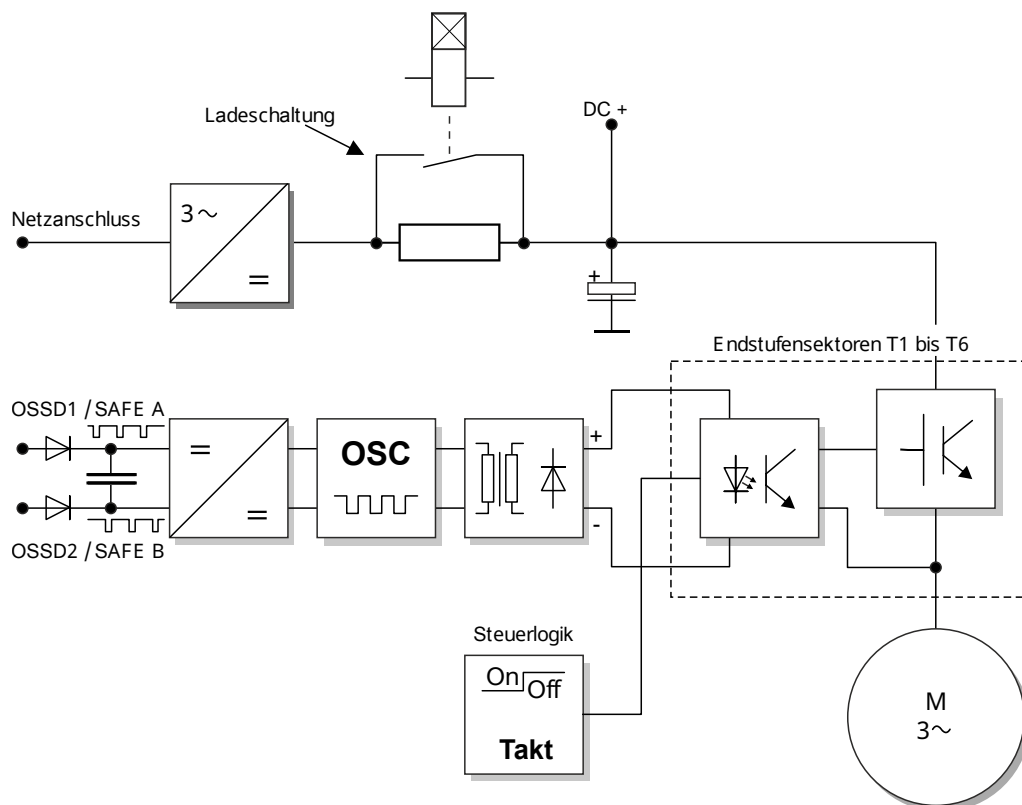 Ladeschaltung
DC +
Netzanschluss
3~
=
+
Endstufensektoren T1 bis T6
OSSD1 / SAFE A
=
=
OSC
+
-
OSSD2 / SAFE B
Steuerlogik
On Off
Takt
M
3~